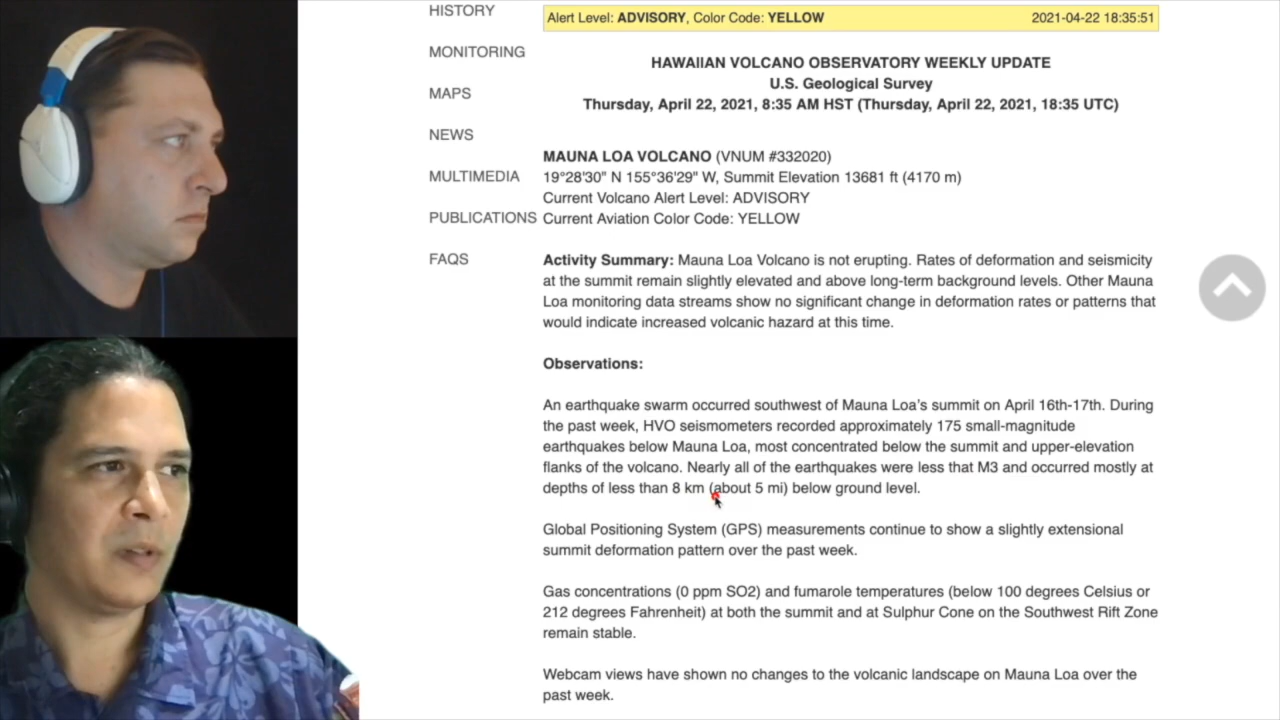 HISTORY
MONITORING
MAPS
NEWS
MULTIMEDIA
PUBLICATIONS
FAQS
Alert Level: ADVISORY, Color Code: YELLOW 2021-04-22 18:35:51
HAWAIIAN VOLCANO OBSERVATORY WEEKLY UPDATE
U.S. Geological Survey
Thursday, April 22, 2021, 8:35 AM HST (Thursday, April 22, 2021, 18:35 UTC)
MAUNA LOA VOLCANO (VNUM #332020)
19°28'30" N 155°36'29" W, Summit Elevation 13681 ft (4170 m)
Current Volcano Alert Level: ADVISORY
Current Aviation Color Code: YELLOW
Activity Summary: Mauna Loa Volcano is not erupting. Rates of deformation and seismicity
at the summit remain slightly elevated and above long-term background levels. Other Mauna
Loa monitoring data streams show no significant change in deformation rates or patterns that
would indicate increased volcanic hazard at this time.
Observations:
An earthquake swarm occurred southwest of Mauna Loa's summit on April 16th-17th. During
the past week, HVO seismometers recorded approximately 175 small-magnitude
earthquakes below Mauna Loa, most concentrated below the summit and upper-elevation
flanks of the volcano. Nearly all of the earthquakes were less that M3 and occurred mostly at
depths of less than 8 km (about 5 mi) below ground level.
Global Positioning System (GPS) measurements continue to show a slightly extensional
summit deformation pattern over the past week.
Gas concentrations (0 ppm SO2) and fumarole temperatures (below 100 degrees Celsius or
212 degrees Fahrenheit) at both the summit and at Sulphur Cone on the Southwest Rift Zone
remain stable.
Webcam views have shown no changes to the volcanic landscape on Mauna Loa over the
past week.